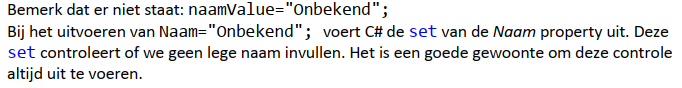 Bemerk dat er niet staat: naamValue="Onbekend";
Bij het uitvoeren van Naam="Onbekend"; voert C# de set van de Naam property uit. Deze
set controleert of we geen lege naam invullen. Het is een goede gewoonte om deze controle
altijd uit te voeren.